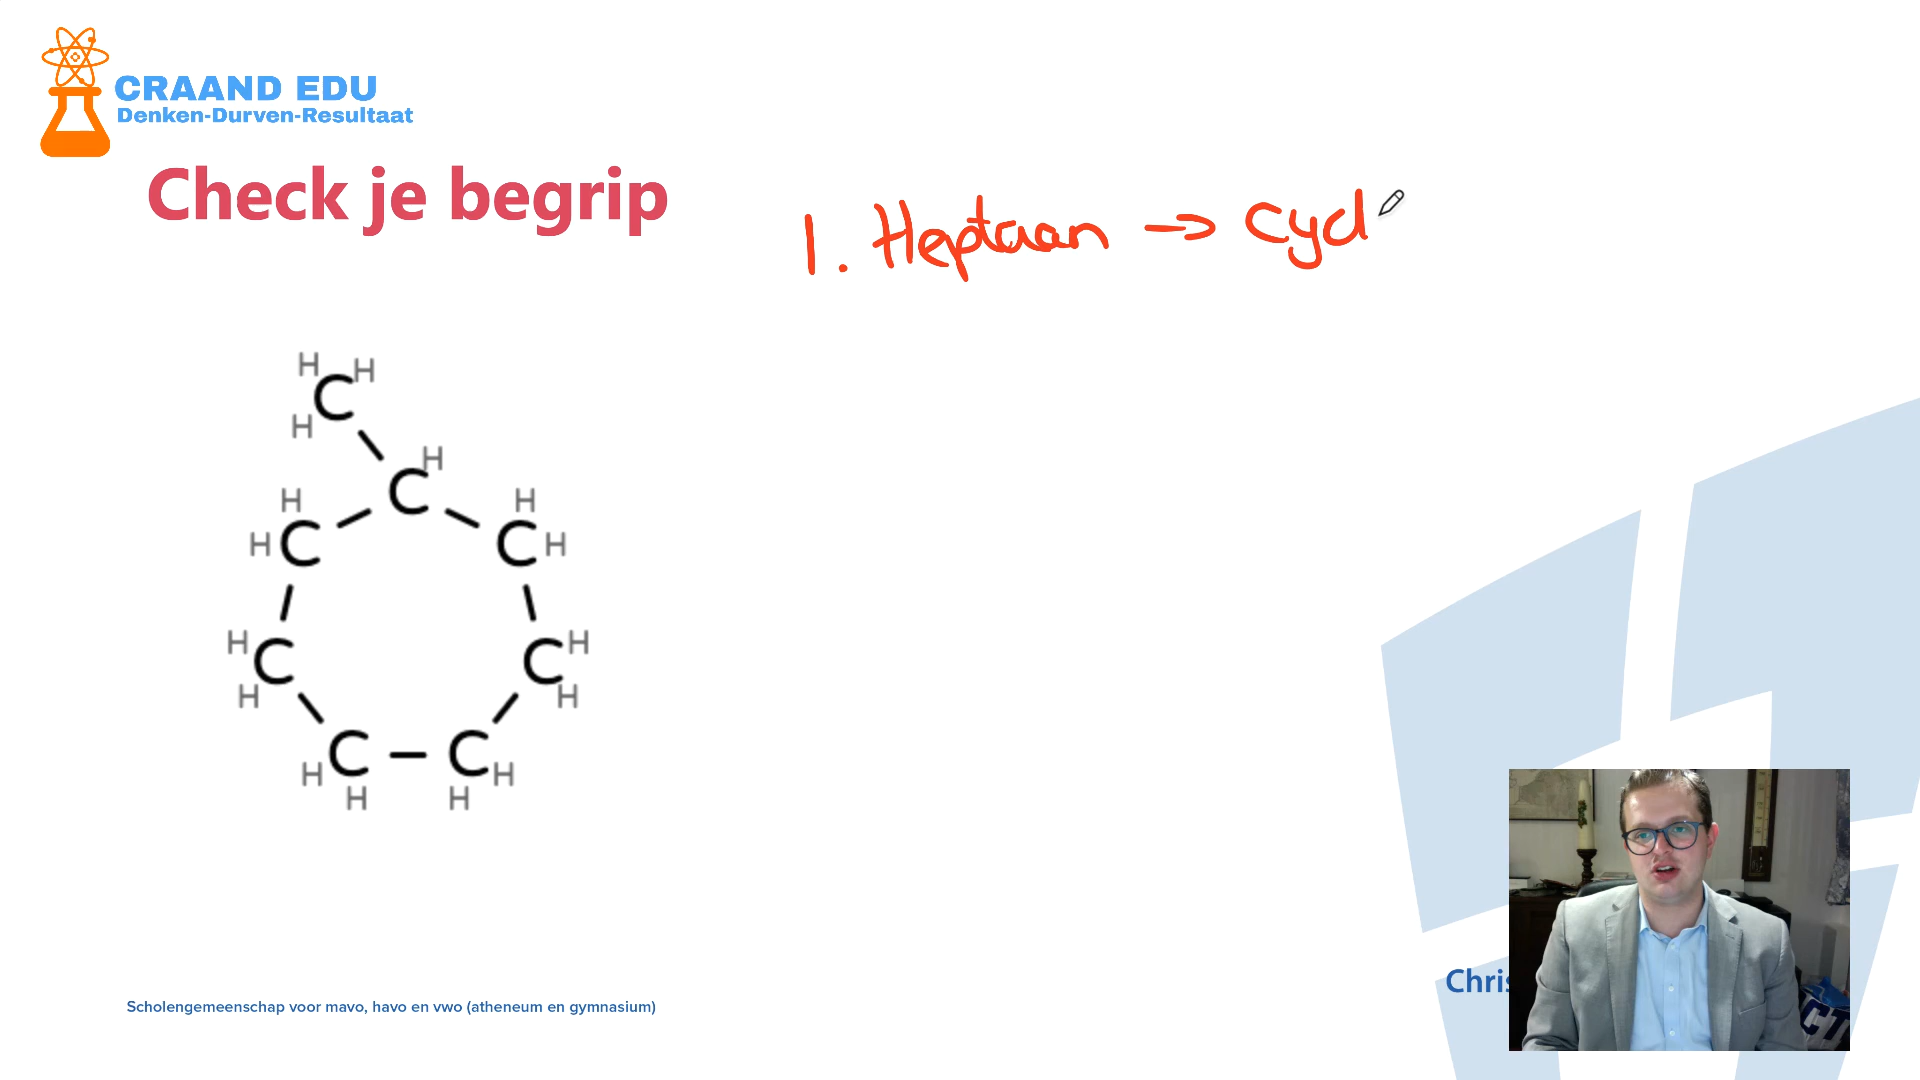 CRAAND EDU
Denken-Durven-Resultaat
Check je begrip
1. Heptaan → Cycl
H H
C
H
H
C
H H
H C C H
H C C H
H H
C - C
H H
H H
Chris
CT
Scholengemeenschap voor mavo, havo en vwo (atheneum en gymnasium)